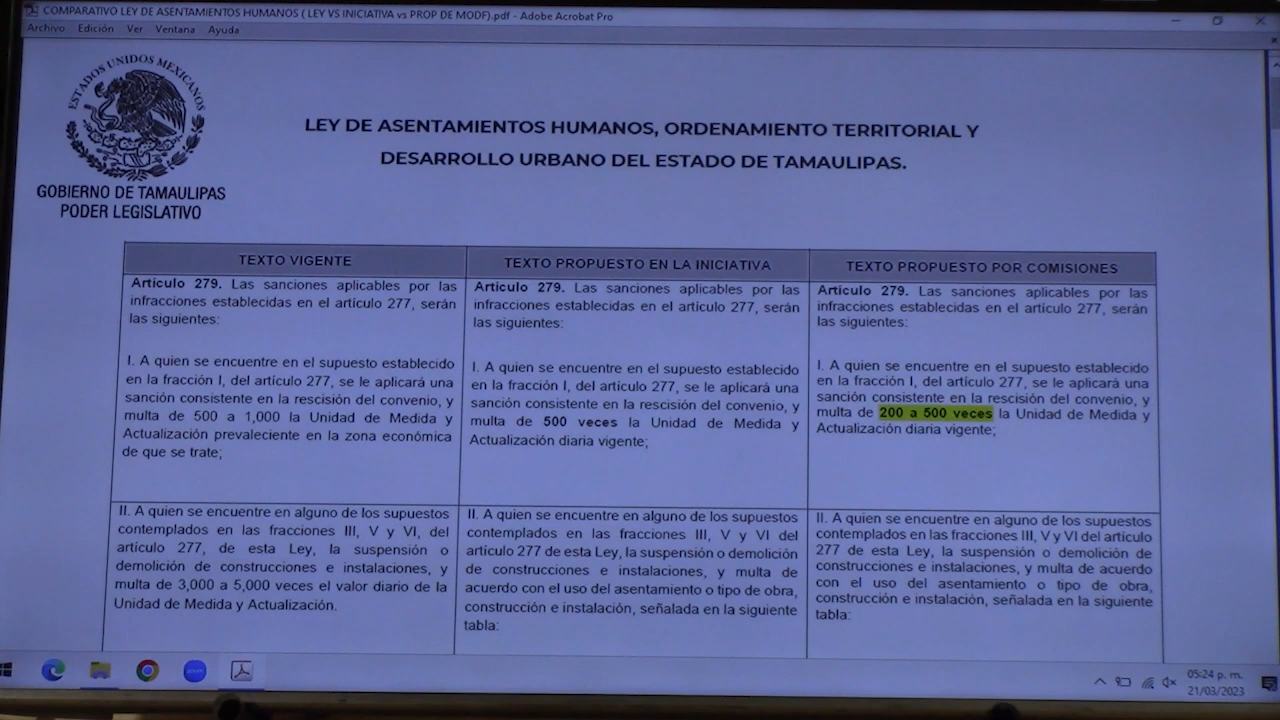 COMPARATIVO LEY DE ASENTAMIENTOS HUMANOS ( LEY VS INICIATIVA vs PROP DE MODF).pdf - Adobe Acrobat Pro
Archivo Edición Ver Ventana Ayuda
ESTADOS UNIDOS MEXICANOS
GOBIERNO DE TAMAULIPAS
PODER LEGISLATIVO
LEY DE ASENTAMIENTOS HUMANOS, ORDENAMIENTO TERRITORIAL Y
DESARROLLO URBANO DEL ESTADO DE TAMAULIPAS.
TEXTO VIGENTE
Artículo 279. Las sanciones aplicables por las
infracciones establecidas en el artículo 277, serán
las siguientes:
I. A quien se encuentre en el supuesto establecido
en la fracción I, del artículo 277, se le aplicará una
sanción consistente en la rescisión del convenio, y
multa de 500 a 1,000 la Unidad de Medida y
Actualización prevaleciente en la zona económica
de que se trate;
II. A quien se encuentre en alguno de los supuestos
contemplados en las fracciones III, V y VI, del
artículo 277, de esta Ley, la suspensión o
demolición de construcciones e instalaciones, y
multa de 3,000 a 5,000 veces el valor diario de la
Unidad de Medida y Actualización.
TEXTO PROPUESTO EN LA INICIATIVA
Artículo 279. Las sanciones aplicables por las
infracciones establecidas en el artículo 277, serán
las siguientes:
I. A quien se encuentre en el supuesto establecido
en la fracción I, del artículo 277, se le aplicará una
sanción consistente en la rescisión del convenio, y
multa de 500 veces la Unidad de Medida y
Actualización diaria vigente;
II. A quien se encuentre en alguno de los supuestos
contemplados en las fracciones III, V y VI del
artículo 277 de esta Ley, la suspensión o demolición
de construcciones e instalaciones, y multa de
acuerdo con el uso del asentamiento o tipo de obra,
construcción e instalación, señalada en la siguiente
tabla:
TEXTO PROPUESTO POR COMISIONES
Artículo 279. Las sanciones aplicables por las
infracciones establecidas en el artículo 277, serán
las siguientes:
I. A quien se encuentre en el supuesto establecido
en la fracción I, del artículo 277, se le aplicará una
sanción consistente en la rescisión del convenio, y
multa de 200 a 500 veces la Unidad de Medida y
Actualización diaria vigente;
II. A quien se encuentre en alguno de los supuestos
contemplados en las fracciones III, V y VI del artículo
277 de esta Ley, la suspensión o demolición de
construcciones e instalaciones, y multa de acuerdo
con el uso del asentamiento o tipo de obra,
construcción e instalación, señalada en la siguiente
tabla:
zoom
05:24 p. m.
21/03/2023